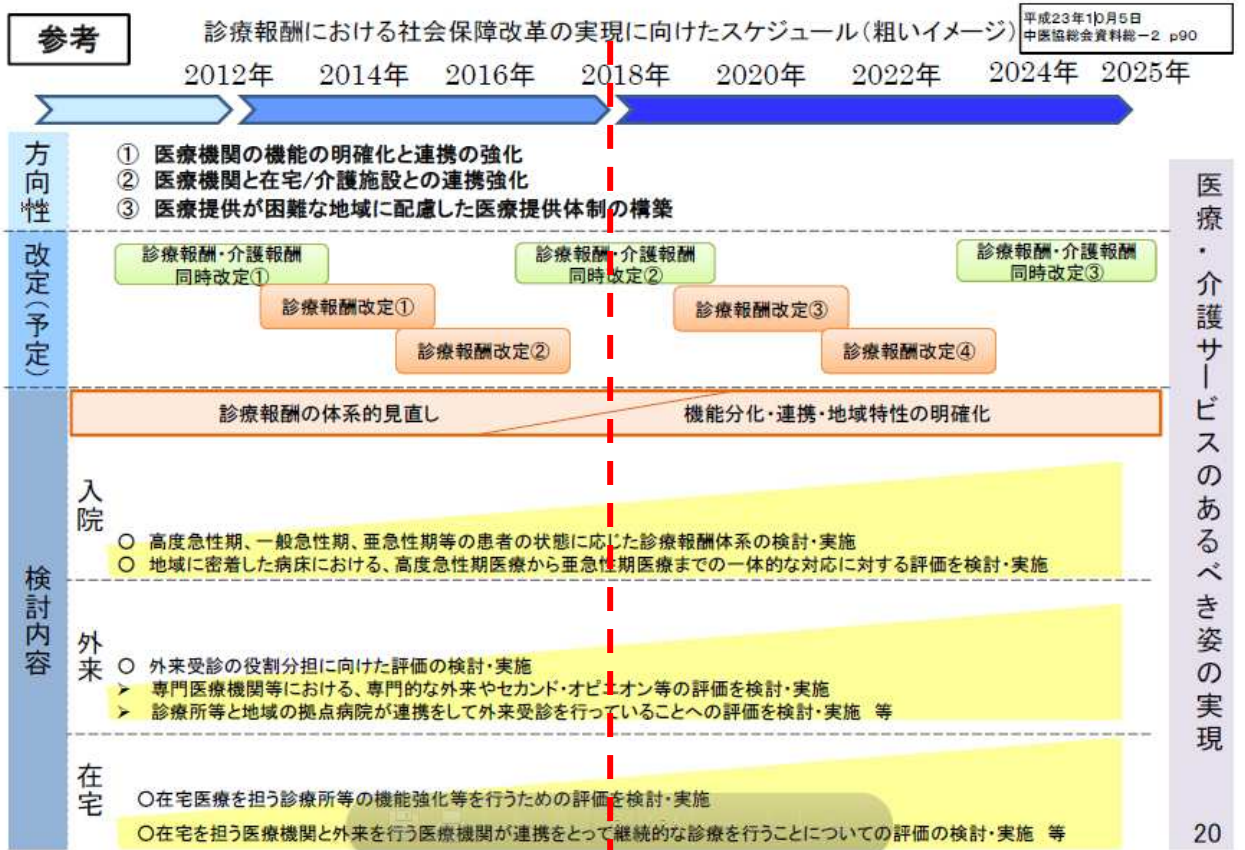 参考
診療報酬における社会保障改革の実現に向けたスケジュール(粗いイメージ)
平成23年10月5日
中医協総会資料総-2 p90
2012年 2014年 2016年 2018年 2020年 2022年 2024年 2025年
方向性
① 医療機関の機能の明確化と連携の強化
② 医療機関と在宅/介護施設との連携強化
③ 医療提供が困難な地域に配慮した医療提供体制の構築
改定(予定)
診療報酬・介護報酬
同時改定①
診療報酬・介護報酬
同時改定②
診療報酬・介護報酬
同時改定③
診療報酬改定①
診療報酬改定③
診療報酬改定②
診療報酬改定④
検討内容
診療報酬の体系的見直し
機能分化・連携・地域特性の明確化
入院
○ 高度急性期、一般急性期、亜急性期等の患者の状態に応じた診療報酬体系の検討・実施
○ 地域に密着した病床における、高度急性期医療から亜急性期医療までの一体的な対応に対する評価を検討・実施
外来
○ 外来受診の役割分担に向けた評価の検討・実施
➢ 専門医療機関等における、専門的な外来やセカンド・オピニオン等の評価を検討・実施
➢ 診療所等と地域の拠点病院が連携をして外来受診を行っていることへの評価を検討・実施 等
在宅
○在宅医療を担う診療所等の機能強化等を行うための評価を検討・実施
○在宅を担う医療機関と外来を行う医療機関が連携をとって継続的な診療を行うことについての評価の検討・実施 等
医療・介護サービスのあるべき姿の実現
20